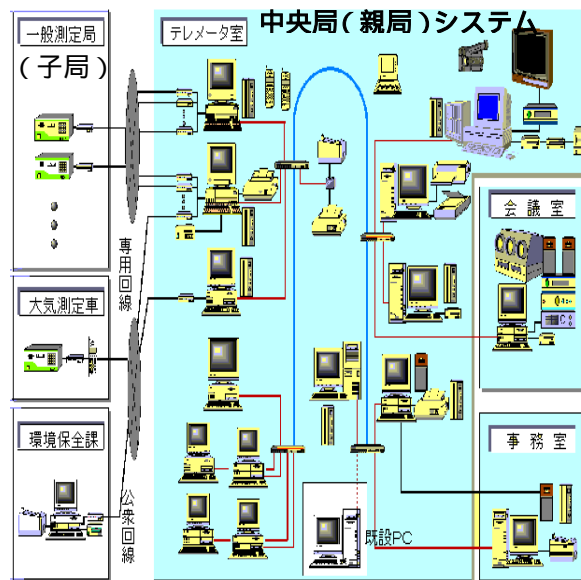 中央局(親局)システム
一般測定局
(子局)
テレメータ室
専用回線
大気測定車
環境保全課
公衆回線
会議室
事務室
既設PC